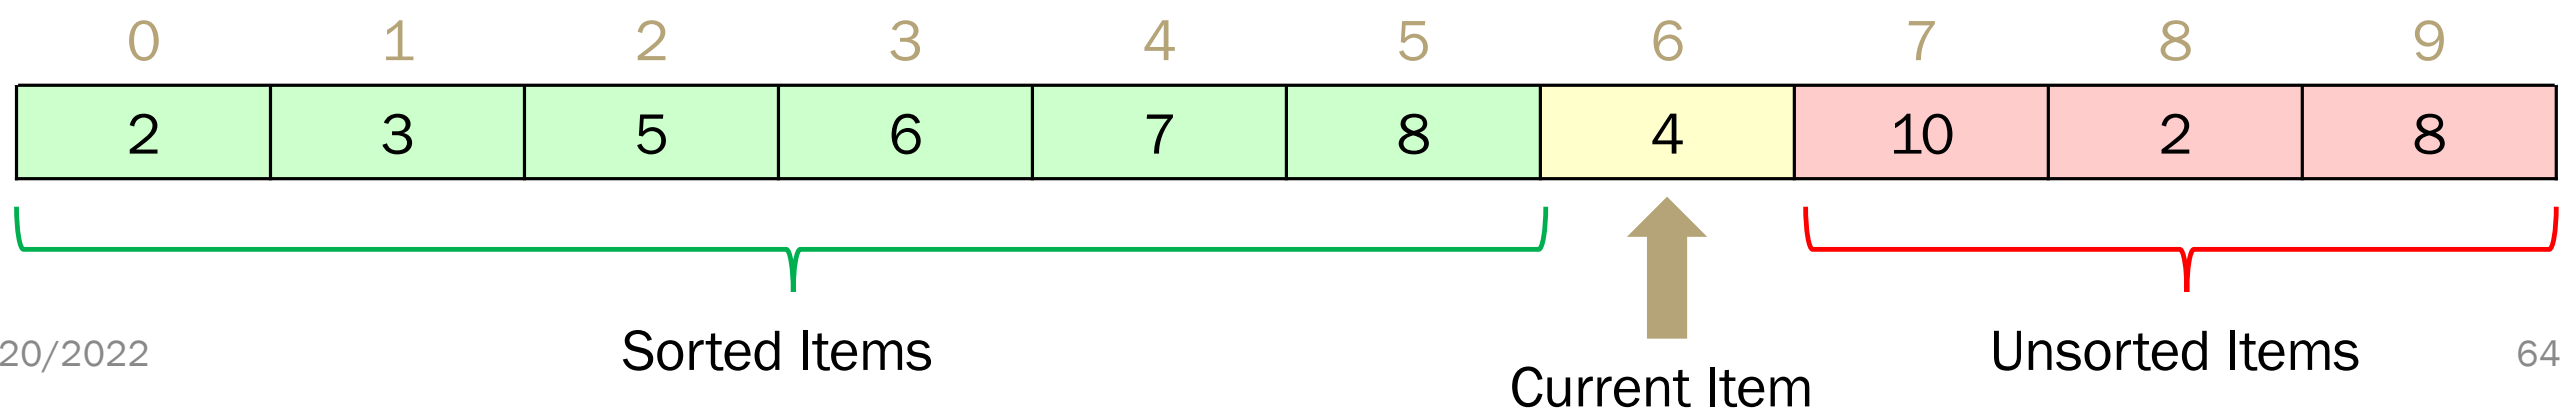 0 1 2 3 4 5 6 7 8 9
2 3 5 6 7 8 4 10 2 8
20/2022 Sorted Items Unsorted Items 64
Current Item